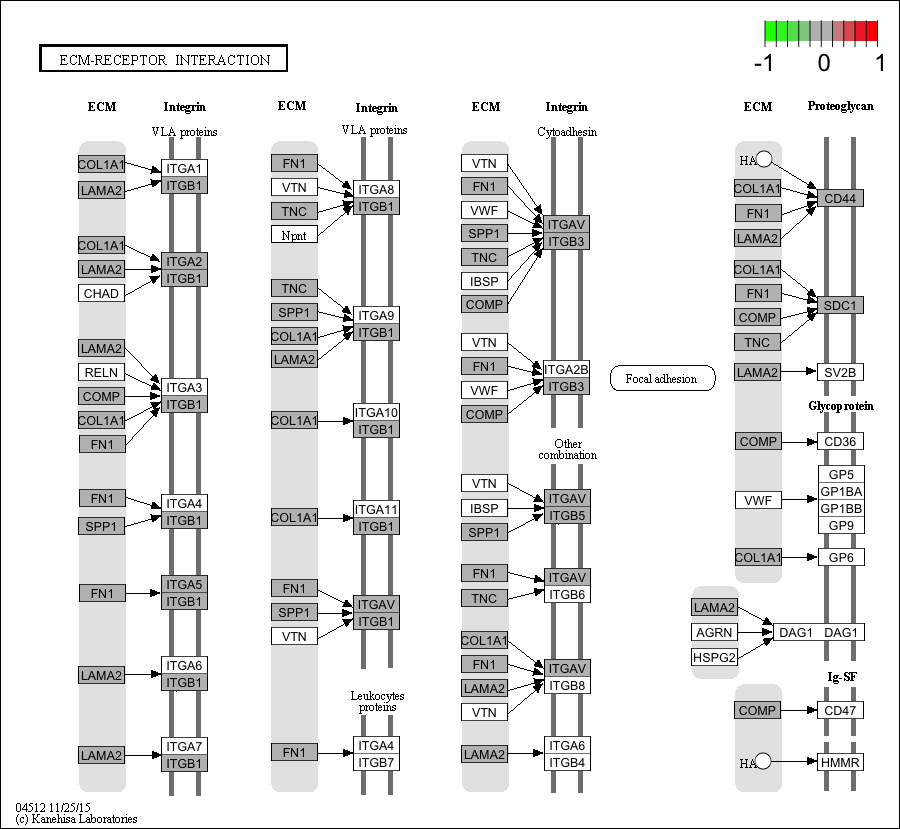 ECM-RECEPTOR INTERACTION
-1 0 1
ECM Integrin
VLA proteins
COL1A1
LAMA2
ITGA1
ITGB1
COL1A1
LAMA2
CHAD
ITGA2
ITGB1
LAMA2
RELN
COMP
COL1A1
FN1
ITGA3
ITGB1
FN1
SPP1
ITGA4
ITGB1
FN1
ITGA5
ITGB1
LAMA2
ITGA6
ITGB1
LAMA2
ITGA7
ITGB1
ECM Integrin
VLA proteins
FN1
VTN
TNC
Npnt
ITGA8
ITGB1
TNC
SPP1
COL1A1
LAMA2
ITGA9
ITGB1
COL1A1
ITGA10
ITGB1
COL1A1
ITGA11
ITGB1
FN1
SPP1
VTN
ITGAV
ITGB1
Leukocytes
proteins
FN1
ITGA4
ITGB7
ECM Integrin
Cytoadhesin
VTN
FN1
VWF
SPP1
TNC
IBSP
COMP
ITGAV
ITGB3
VTN
FN1
VWF
COMP
ITGA2B
ITGB3
Other
combination
VTN
IBSP
SPP1
ITGAV
ITGB5
FN1
TNC
ITGAV
ITGB6
COL1A1
FN1
LAMA2
VTN
ITGAV
ITGB8
LAMA2
ITGA6
ITGB4
Focal adhesion
ECM Proteoglycan
HA
COL1A1
FN1
LAMA2
CD44
COL1A1
FN1
COMP
TNC
SDC1
LAMA2
SV2B
Glycoprotein
COMP
CD36
VWF
GP5
GP1BA
GP1BB
GP9
COL1A1
GP6
LAMA2
AGRN
HSPG2
DAG1 DAG1
Ig-SF
COMP
CD47
HA
HMMR
04512 11/25/15
(c) Kanehisa Laboratories